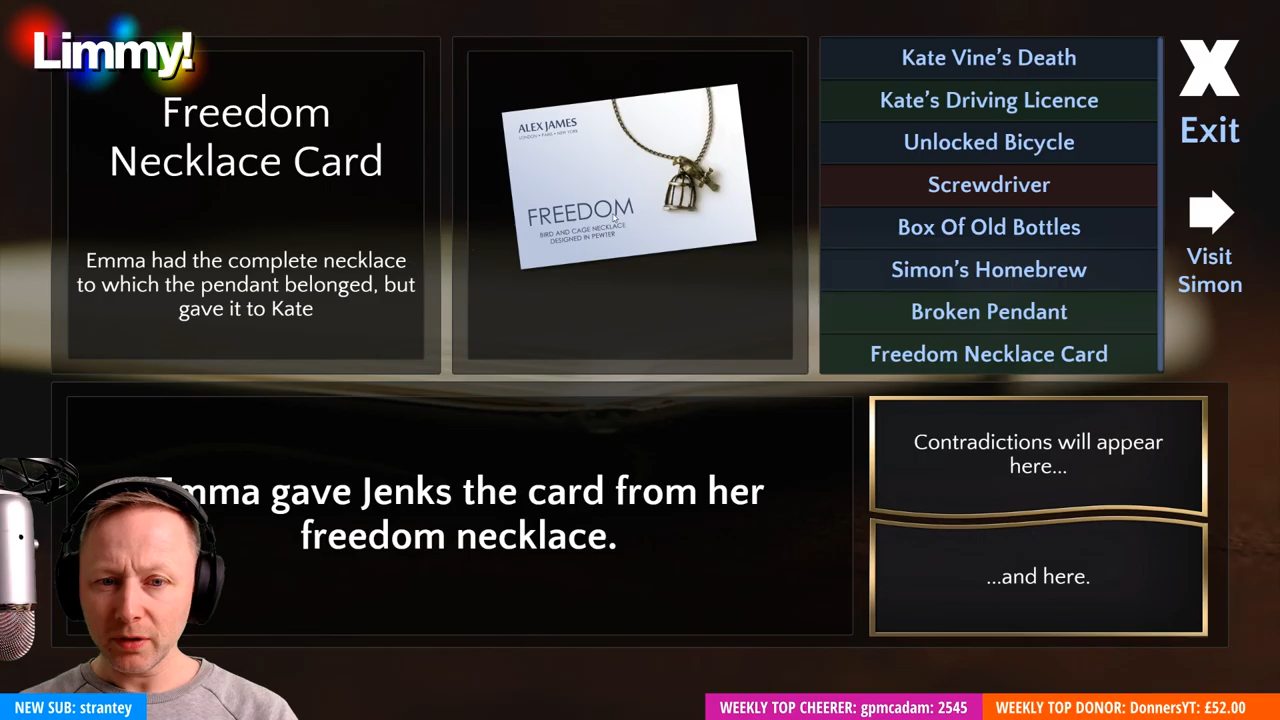 Limmy!
Freedom
Necklace Card
Emma had the complete necklace
to which the pendant belonged, but
gave it to Kate
ALEX JAMES
LONDON • PARIS • NEW YORK
FREEDOM
BIRD AND CAGE NECKLACE
DESIGNED IN PEWTER
Kate Vine's Death
Kate's Driving Licence
Unlocked Bicycle
Screwdriver
Box Of Old Bottles
Simon's Homebrew
Broken Pendant
Freedom Necklace Card
X
Exit
Visit
Simon
Emma gave Jenks the card from her
freedom necklace.
Contradictions will appear
here...
...and here.
NEW SUB: strantey
WEEKLY TOP CHEERER: gpmcadam: 2545
WEEKLY TOP DONOR: DonnersYT: £52.00